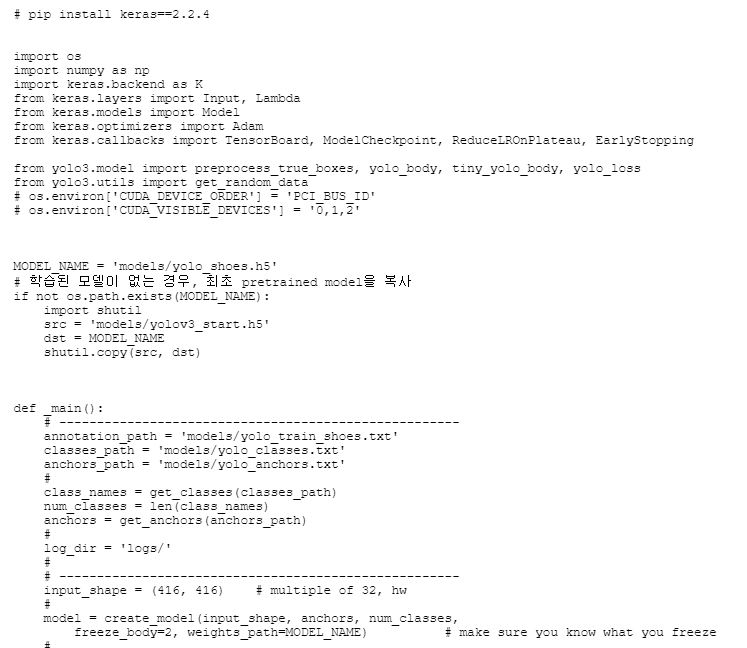 # pip install keras==2.2.4
import os
import numpy as np
import keras.backend as K
from keras.layers import Input, Lambda
from keras.models import Model
from keras.optimizers import Adam
from keras.callbacks import TensorBoard, ModelCheckpoint, ReduceLROnPlateau, EarlyStopping
from yolo3.model import preprocess_true_boxes, yolo_body, tiny_yolo_body, yolo_loss
from yolo3.utils import get_random_data
# os.environ['CUDA_DEVICE_ORDER'] = 'PCI_BUS_ID'
# os.environ['CUDA_VISIBLE_DEVICES'] = '0,1,2'
MODEL_NAME = 'models/yolo_shoes.h5'
# 학습된 모델이 없는 경우, 최초 pretrained model을 복사
if not os.path.exists(MODEL_NAME):
    import shutil
    src = 'models/yolov3_start.h5'
    dst = MODEL_NAME
    shutil.copy(src, dst)
def _main():
    # -----------------------------------------------------
    annotation_path = 'models/yolo_train_shoes.txt'
    classes_path = 'models/yolo_classes.txt'
    anchors_path = 'models/yolo_anchors.txt'
    #
    class_names = get_classes(classes_path)
    num_classes = len(class_names)
    anchors = get_anchors(anchors_path)
    #
    log_dir = 'logs/'
    #
    # -----------------------------------------------------
    input_shape = (416, 416)    # multiple of 32, hw
    #
    model = create_model(input_shape, anchors, num_classes,
        freeze_body=2, weights_path=MODEL_NAME)          # make sure you know what you freeze
    #